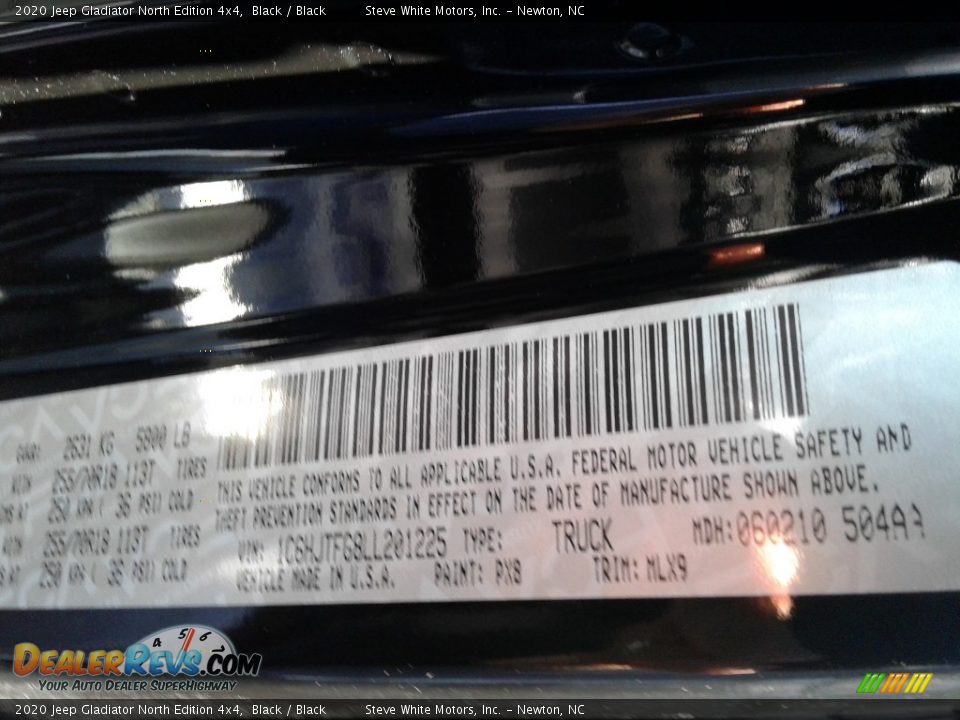 2020 Jeep Gladiator North Edition 4x4, Black / Black Steve White Motors, Inc. – Newton, NC
2631 KG 5800 LB
255/70R18 113T TIRES
250 KPA ( 36 PSI) COLD
255/70R18 113T TIRES
250 KPA ( 36 PSI) COLD
THIS VEHICLE CONFORMS TO ALL APPLICABLE U.S.A. FEDERAL MOTOR VEHICLE SAFETY AND
THEFT PREVENTION STANDARDS IN EFFECT ON THE DATE OF MANUFACTURE SHOWN ABOVE.
VIN: 1C6HJTFG8LL201225 TYPE: TRUCK MDH:060210 504AA
VEHICLE MADE IN U.S.A. PAINT: PX8 TRIM: MLX9
4 5 6
DealerRevs.com
Your Auto Dealer SuperHighway
2020 Jeep Gladiator North Edition 4x4, Black / Black Steve White Motors, Inc. – Newton, NC